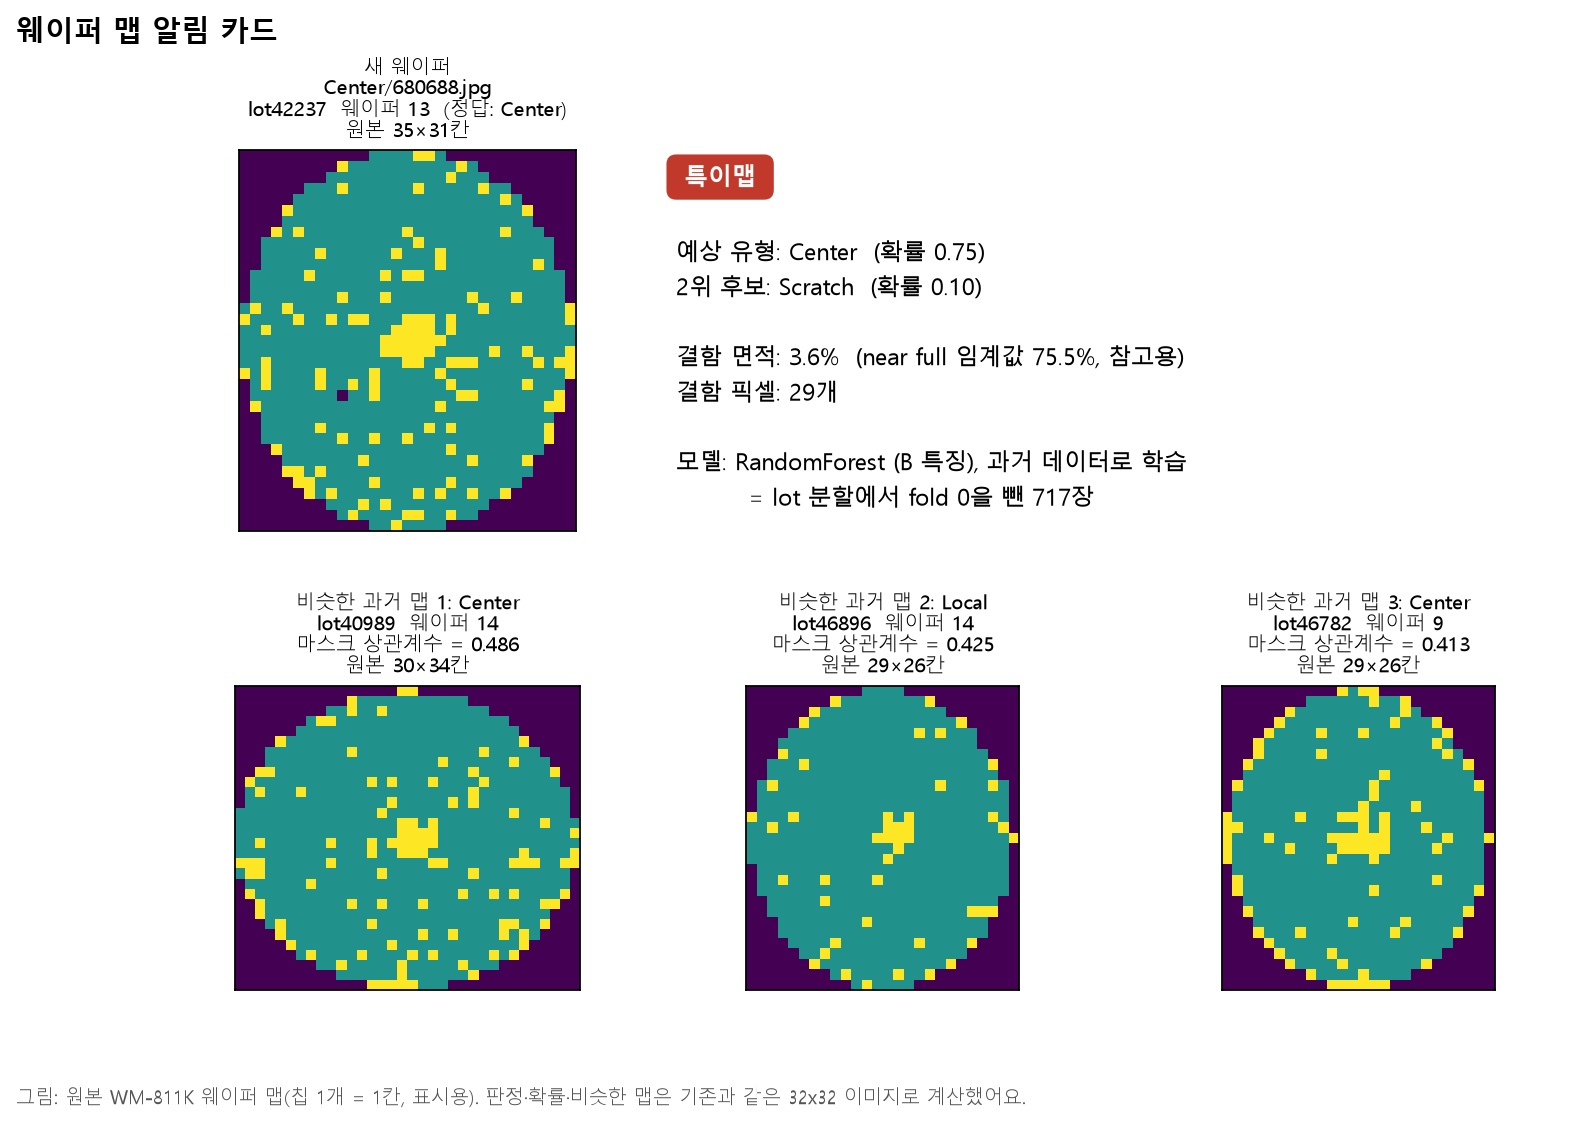 웨이퍼 맵 알림 카드
새 웨이퍼
Center/680688.jpg
lot42237 웨이퍼 13 (정답: Center)
원본 35×31칸
특이맵
예상 유형: Center (확률 0.75)
2위 후보: Scratch (확률 0.10)
결함 면적: 3.6% (near full 임계값 75.5%, 참고용)
결함 픽셀: 29개
모델: RandomForest (B 특징), 과거 데이터로 학습
= lot 분할에서 fold 0을 뺀 717장
비슷한 과거 맵 1: Center
lot40989 웨이퍼 14
마스크 상관계수 = 0.486
원본 30×34칸
비슷한 과거 맵 2: Local
lot46896 웨이퍼 14
마스크 상관계수 = 0.425
원본 29×26칸
비슷한 과거 맵 3: Center
lot46782 웨이퍼 9
마스크 상관계수 = 0.413
원본 29×26칸
그림: 원본 WM-811K 웨이퍼 맵(칩 1개 = 1칸, 표시용). 판정·확률·비슷한 맵은 기존과 같은 32x32 이미지로 계산했어요.